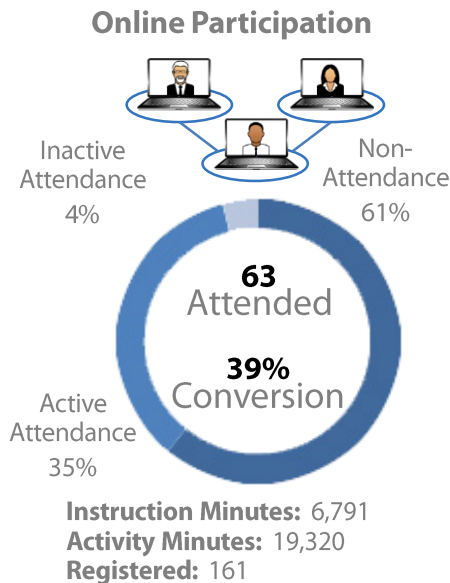 Online Participation
Inactive
Attendance
4%
Non-
Attendance
61%
63
Attended
39%
Conversion
Active
Attendance
35%
Instruction Minutes: 6,791
Activity Minutes: 19,320
Registered: 161